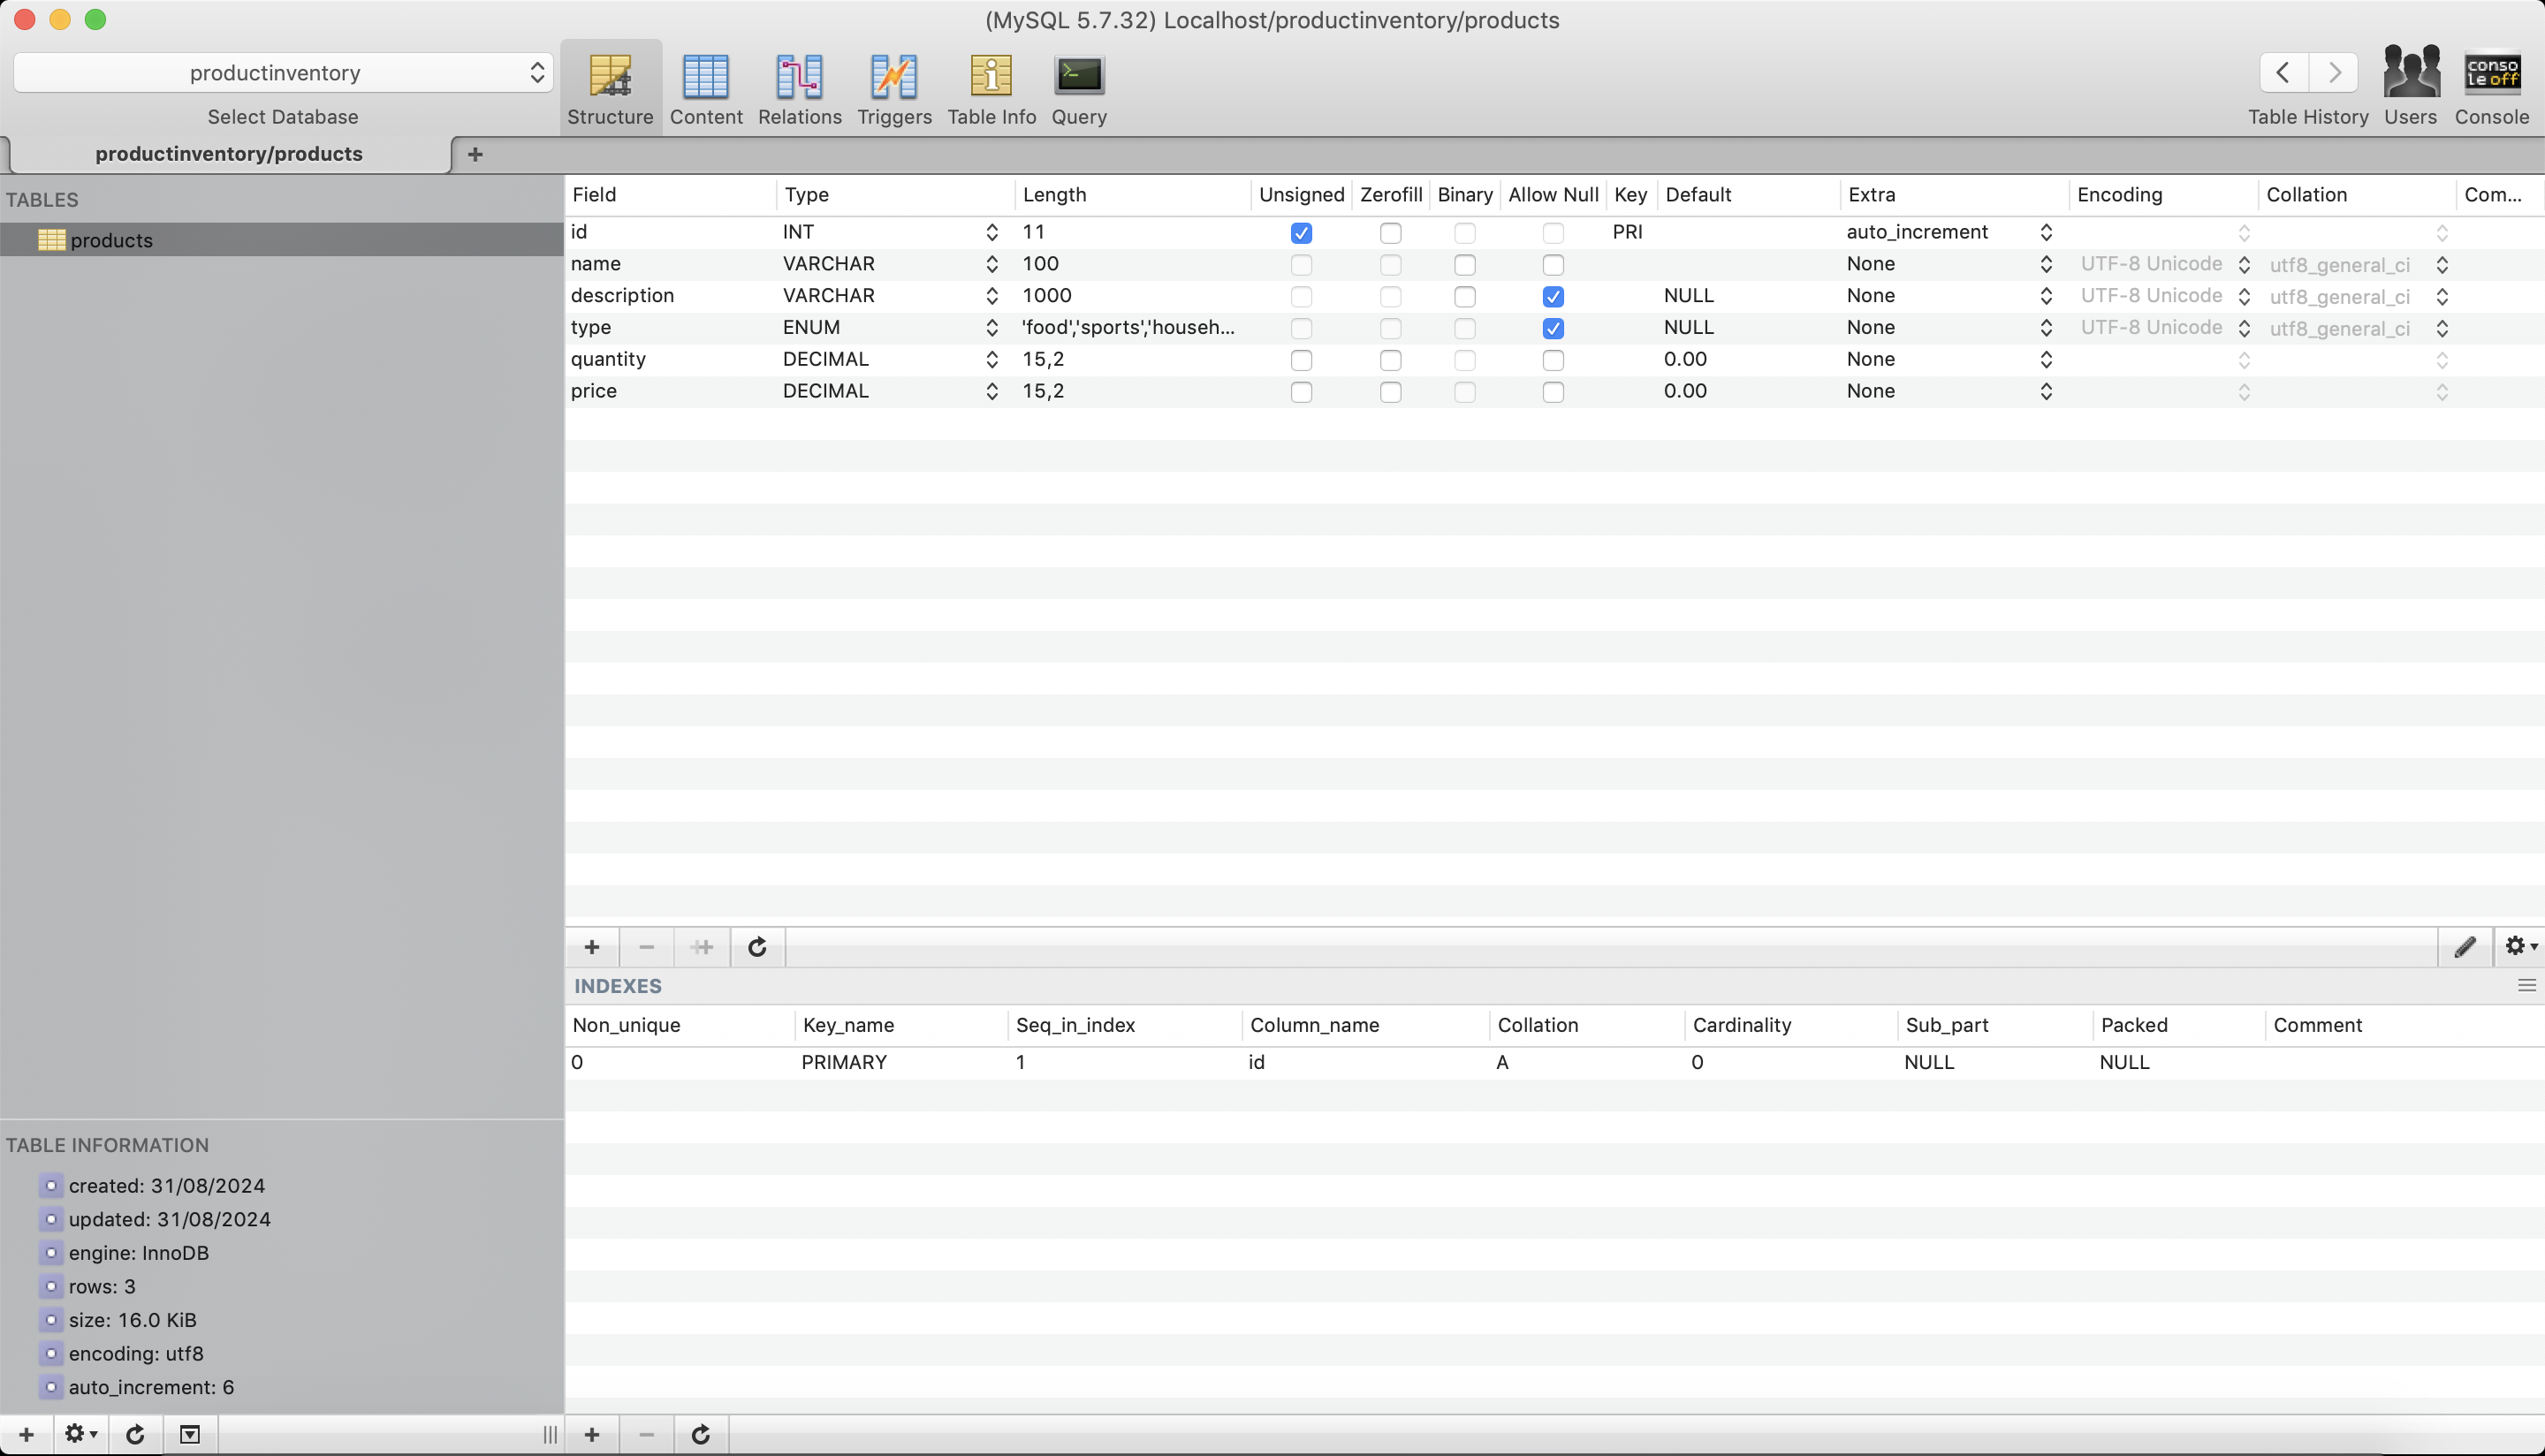 (MySQL 5.7.32) Localhost/productinventory/products
productinventory
Select Database
Structure Content Relations Triggers Table Info Query
conso
le off
Table History Users Console
productinventory/products
TABLES
products
Field Type Length Unsigned Zerofill Binary Allow Null Key Default Extra Encoding Collation Com...
id INT 11 PRI auto_increment
name VARCHAR 100 None UTF-8 Unicode utf8_general_ci
description VARCHAR 1000 NULL None UTF-8 Unicode utf8_general_ci
type ENUM 'food','sports','househ... NULL None UTF-8 Unicode utf8_general_ci
quantity DECIMAL 15,2 0.00 None
price DECIMAL 15,2 0.00 None
INDEXES
Non_unique Key_name Seq_in_index Column_name Collation Cardinality Sub_part Packed Comment
0 PRIMARY 1 id A 0 NULL NULL
TABLE INFORMATION
created: 31/08/2024
updated: 31/08/2024
engine: InnoDB
rows: 3
size: 16.0 KiB
encoding: utf8
auto_increment: 6